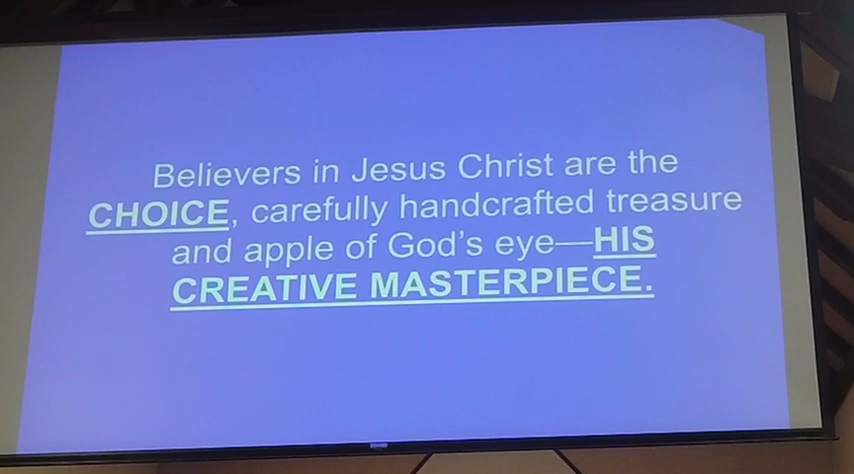 Believers in Jesus Christ are the
CHOICE, carefully handcrafted treasure
and apple of God's eye—HIS
CREATIVE MASTERPIECE.